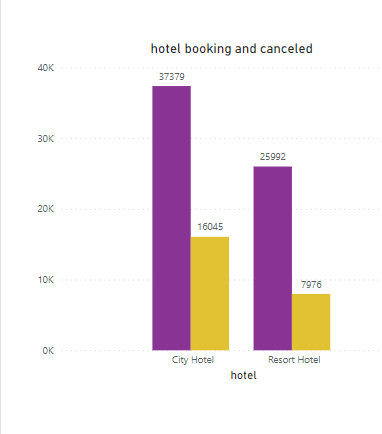 hotel booking and canceled
40K
37379
30K
25992
20K
16045
10K
7976
0K
City Hotel Resort Hotel
hotel